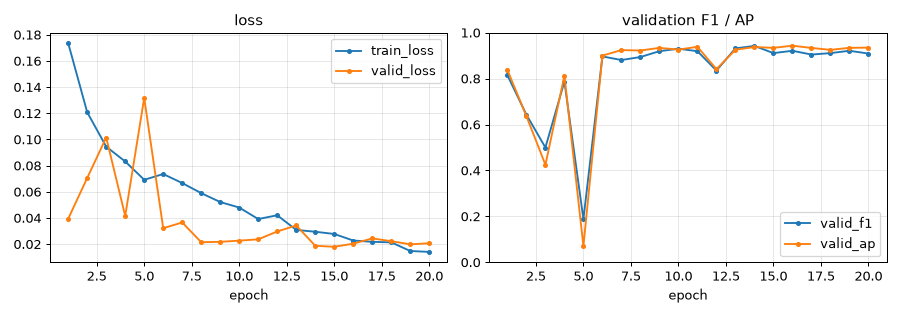 loss
0.18
0.16
0.14
0.12
0.10
0.08
0.06
0.04
0.02
train_loss
valid_loss
2.5 5.0 7.5 10.0 12.5 15.0 17.5 20.0
epoch
validation F1 / AP
1.0
0.8
0.6
0.4
0.2
0.0
valid_f1
valid_ap
2.5 5.0 7.5 10.0 12.5 15.0 17.5 20.0
epoch